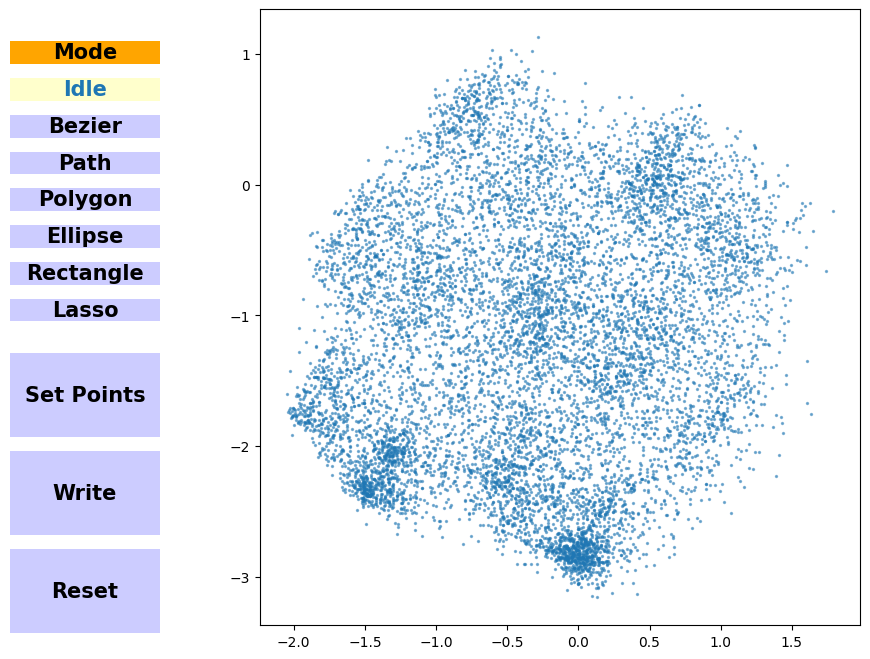 Mode
Idle
Bezier
Path
Polygon
Ellipse
Rectangle
Lasso
Set Points
Write
Reset
1
0
−1
−2
−3
−2.0 −1.5 −1.0 −0.5 0.0 0.5 1.0 1.5